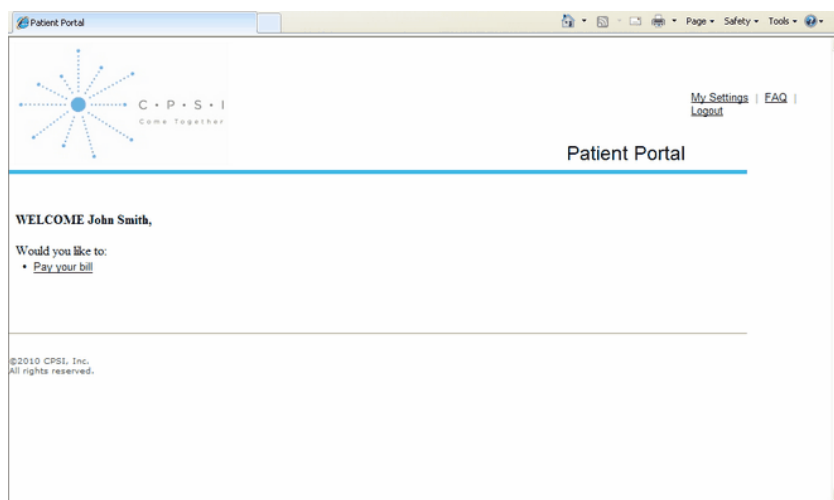 Patient Portal
Page Safety Tools
C • P • S • I
Come Together
My Settings | FAQ |
Logout
Patient Portal
WELCOME John Smith,
Would you like to:
• Pay your bill
©2010 CPSI, Inc.
All rights reserved.